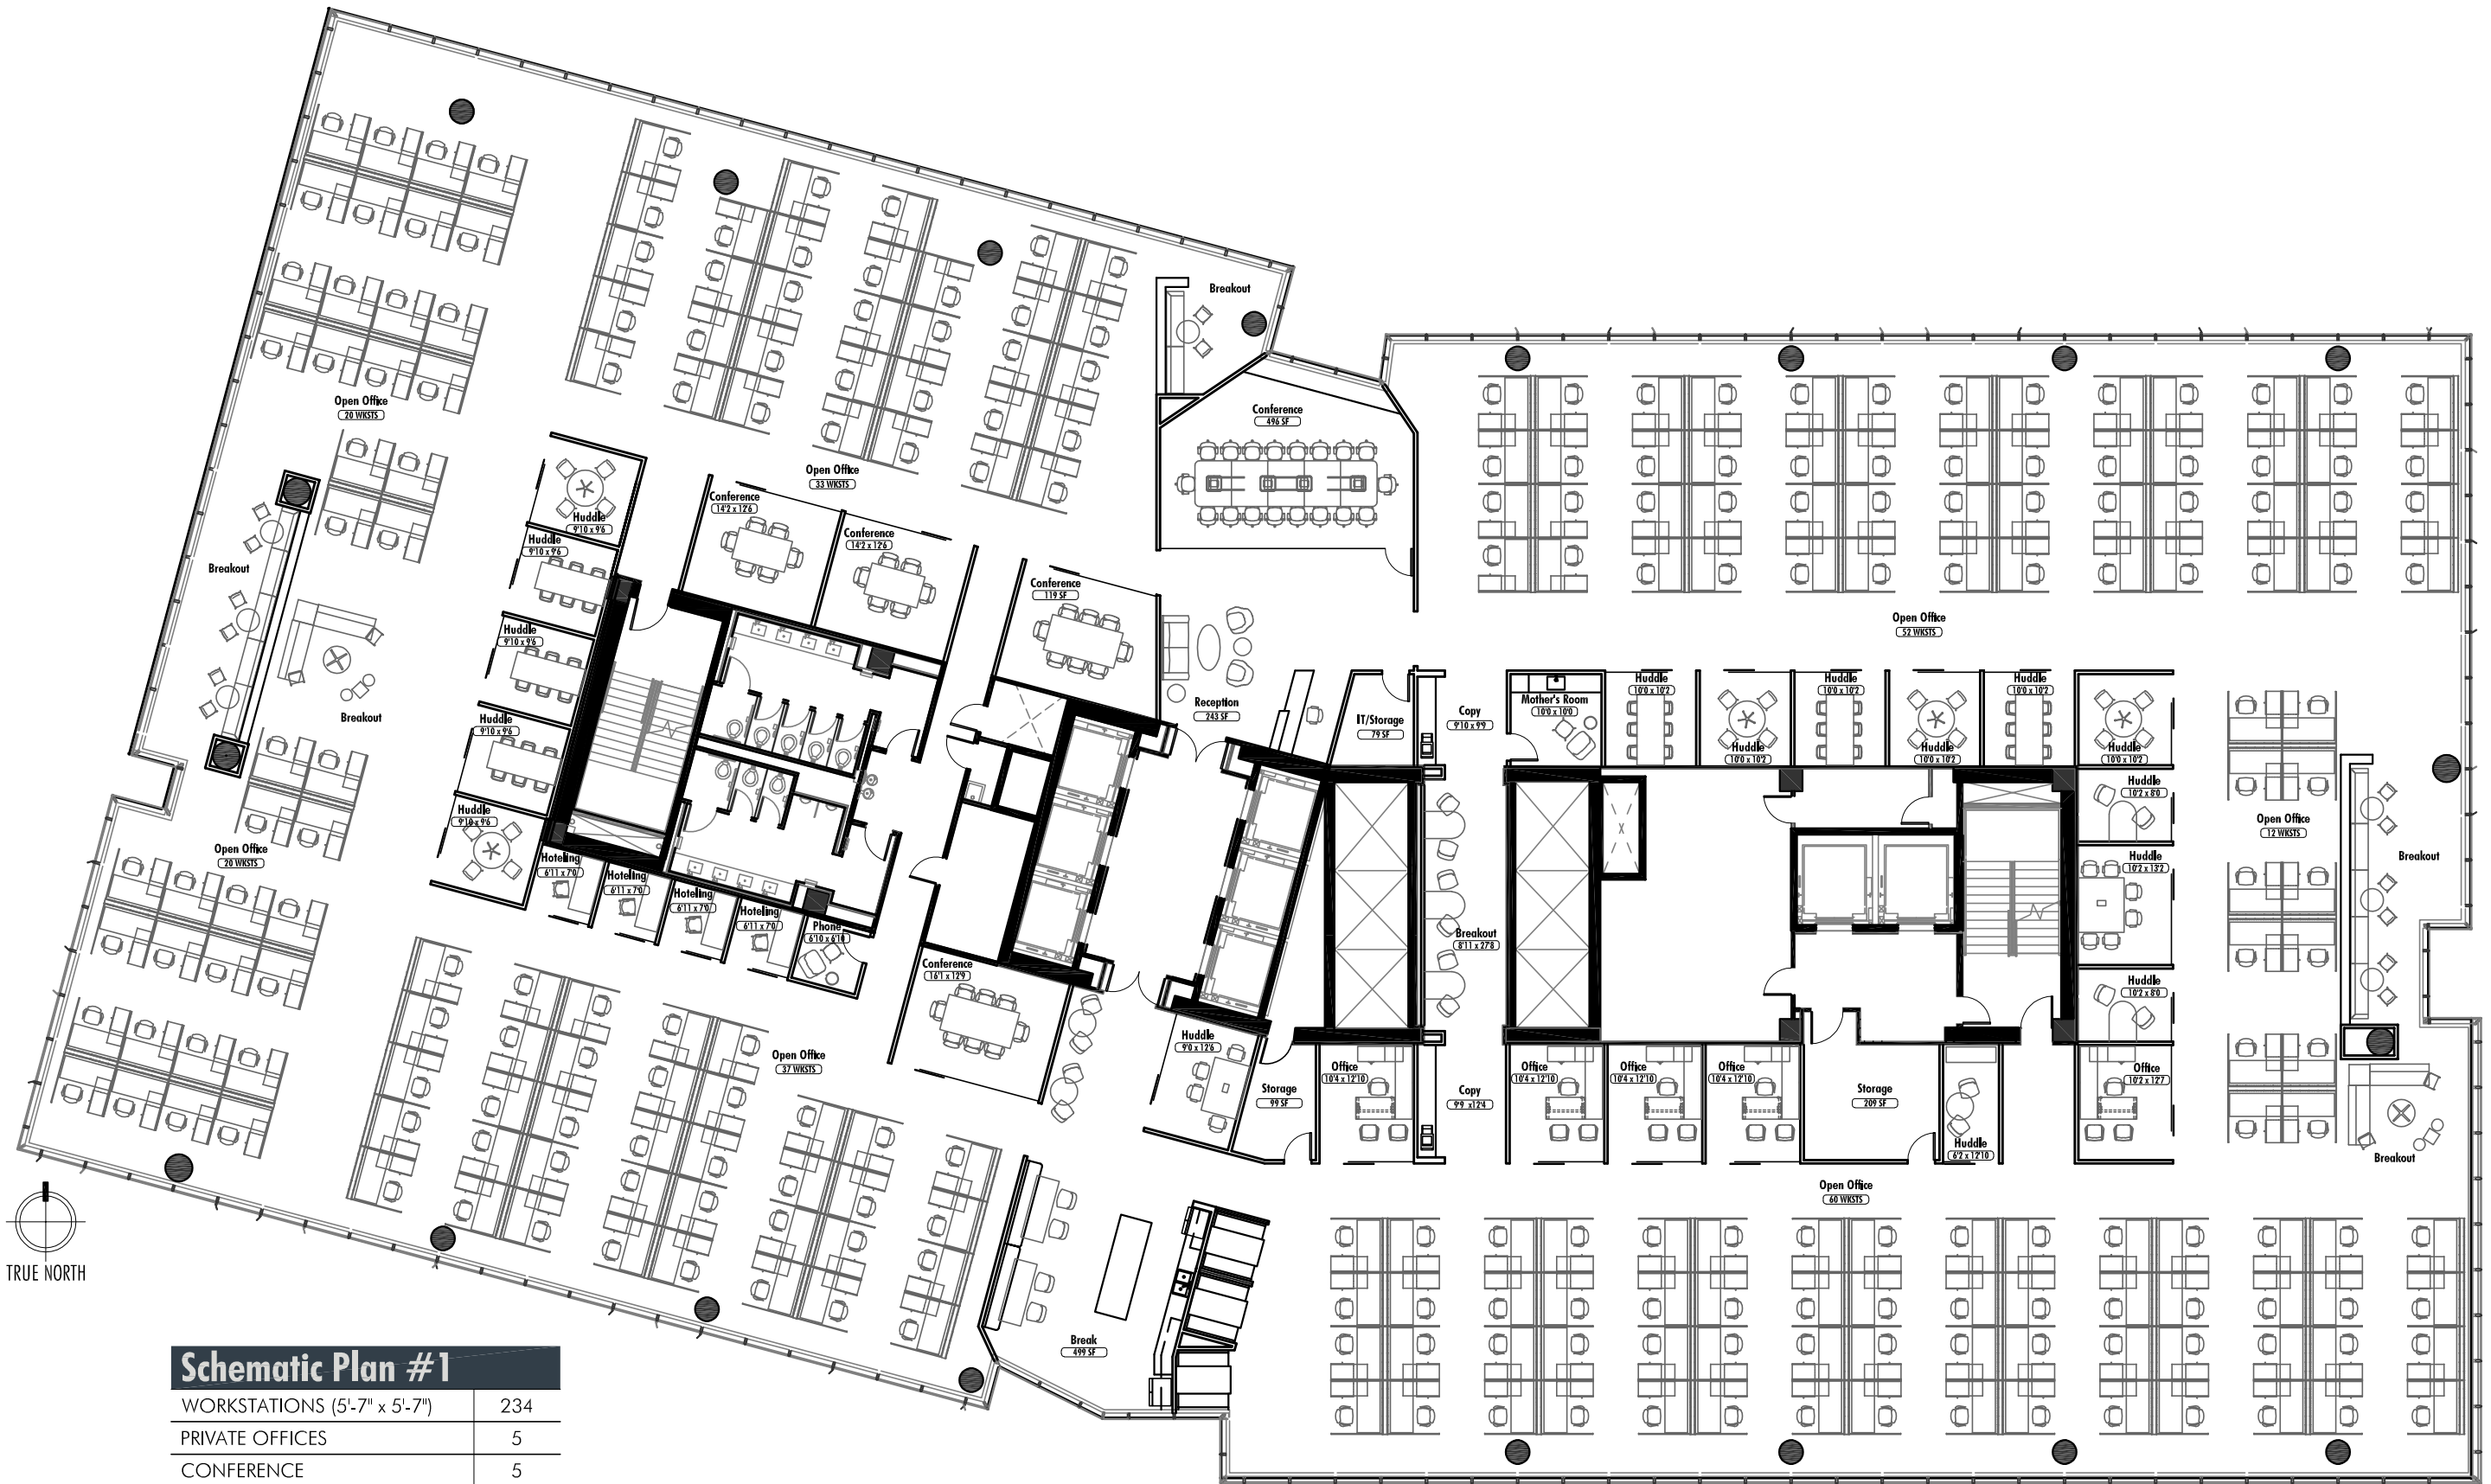 Breakout
Conference
496 SF
Open Office
20 WKSTS
Open Office
33 WKSTS
Conference
14'2 x 12'6
Conference
14'2 x 12'6
Conference
119 SF
Huddle
9'10 x 9'6
Huddle
9'10 x 9'6
Huddle
9'10 x 9'6
Huddle
9'10 x 9'6
Huddle
9'10 x 9'6
Breakout
Breakout
Open Office
20 WKSTS
Hoteling
6'11 x 7'0
Hoteling
6'11 x 7'0
Hoteling
6'11 x 7'0
Hoteling
6'11 x 7'0
Phone
6'10 x 6'10
Conference
16'1 x 12'9
Open Office
37 WKSTS
Reception
243 SF
IT/Storage
79 SF
Copy
9'10 x 9'9
Mother's Room
10'0 x 10'0
Open Office
52 WKSTS
Huddle
10'0 x 10'2
Huddle
10'0 x 10'2
Huddle
10'0 x 10'2
Huddle
10'0 x 10'2
Huddle
10'0 x 10'2
Huddle
10'0 x 10'2
Huddle
10'2 x 8'0
Huddle
10'2 x 13'2
Huddle
10'2 x 8'0
Open Office
12 WKSTS
Breakout
Breakout
8'11 x 27'8
Huddle
9'0 x 12'6
Storage
99 SF
Office
10'4 x 12'10
Copy
9'9 x12'4
Office
10'4 x 12'10
Office
10'4 x 12'10
Office
10'4 x 12'10
Storage
209 SF
Huddle
6'2 x 12'10
Office
10'2 x 12'7
Breakout
Open Office
60 WKSTS
Break
499 SF
TRUE NORTH
Schematic Plan #1
WORKSTATIONS (5'-7" x 5'-7") 234
PRIVATE OFFICES 5
CONFERENCE 5